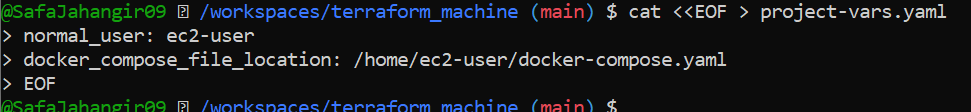 @SafaJahangir09 /workspaces/terraform_machine (main) $ cat <<EOF > project-vars.yaml
> normal_user: ec2-user
> docker_compose_file_location: /home/ec2-user/docker-compose.yaml
> EOF
@SafaJahangir09 /workspaces/terraform_machine (main) $